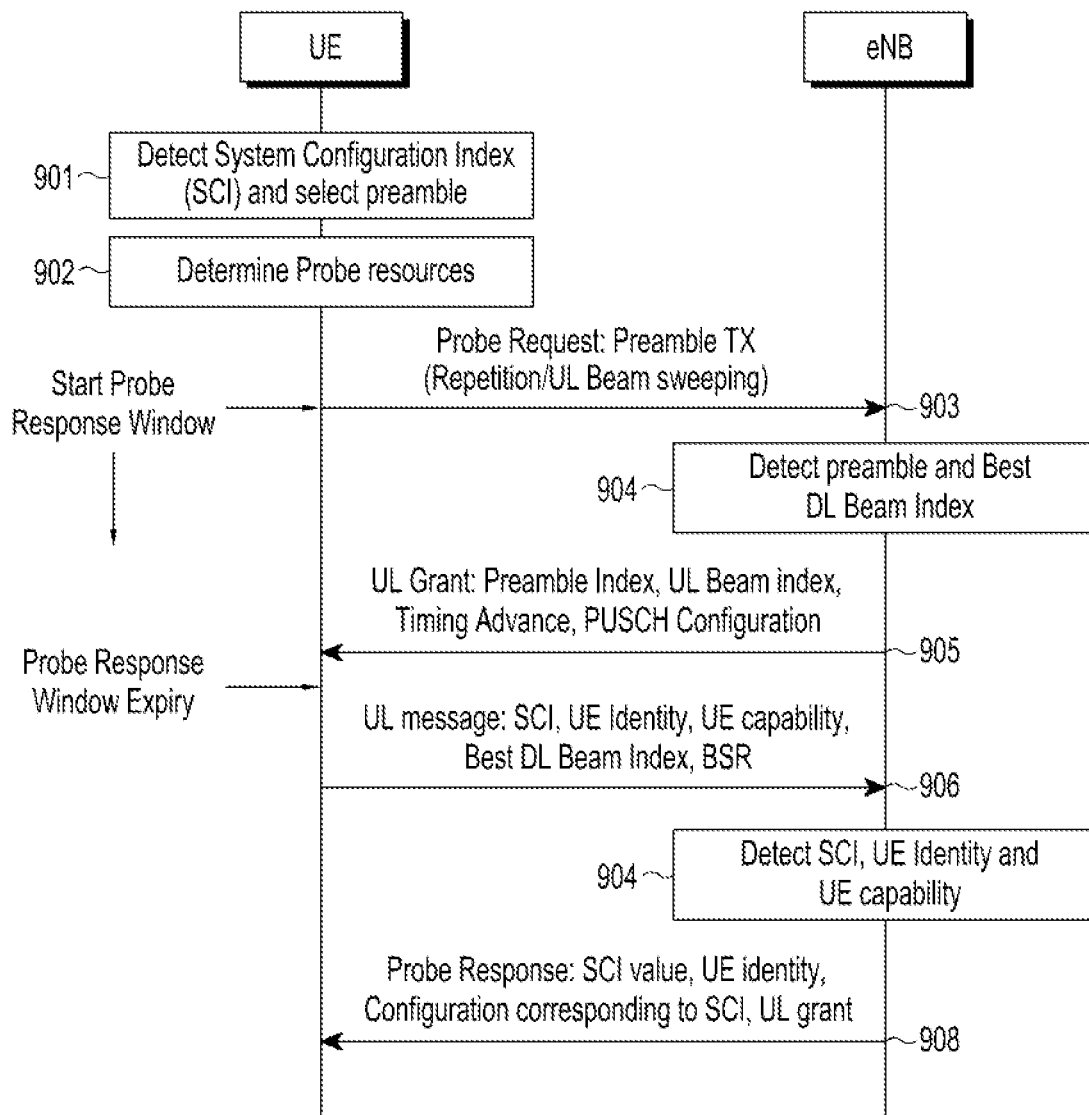 UE
eNB
901
Detect System Configuration Index
(SCI) and select preamble
902
Determine Probe resources
Probe Request: Preamble TX
(Repetition/UL Beam sweeping)
Start Probe
Response Window
903
904
Detect preamble and Best
DL Beam Index
UL Grant: Preamble Index, UL Beam index,
Timing Advance, PUSCH Configuration
905
Probe Response
Window Expiry
UL message: SCI, UE Identity, UE capability,
Best DL Beam Index, BSR
906
904
Detect SCI, UE Identity and
UE capability
Probe Response: SCI value, UE identity,
Configuration corresponding to SCI, UL grant
908